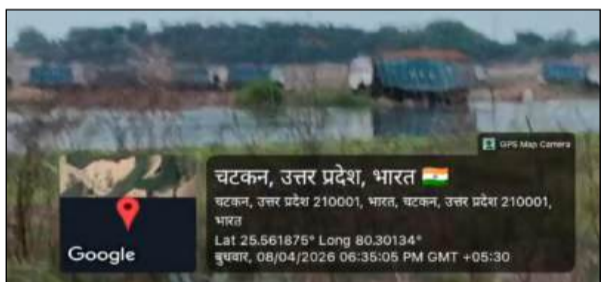 GPS Map Camera
चटकन, उत्तर प्रदेश, भारत 🇮🇳
चटकन, उत्तर प्रदेश 210001, भारत, चटकन, उत्तर प्रदेश 210001,
भारत
Lat 25.561875° Long 80.30134°
बुधवार, 08/04/2026 06:35:05 PM GMT +05:30
Google